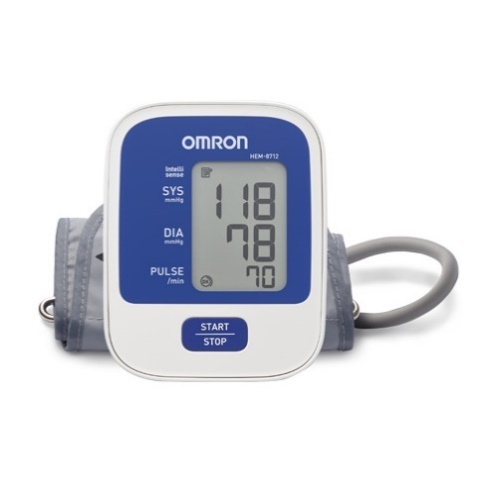 OMRON
HEM-8712
Intelli
sense
SYS
mmHg
118
DIA
mmHg
78
PULSE
/min
70
START
STOP